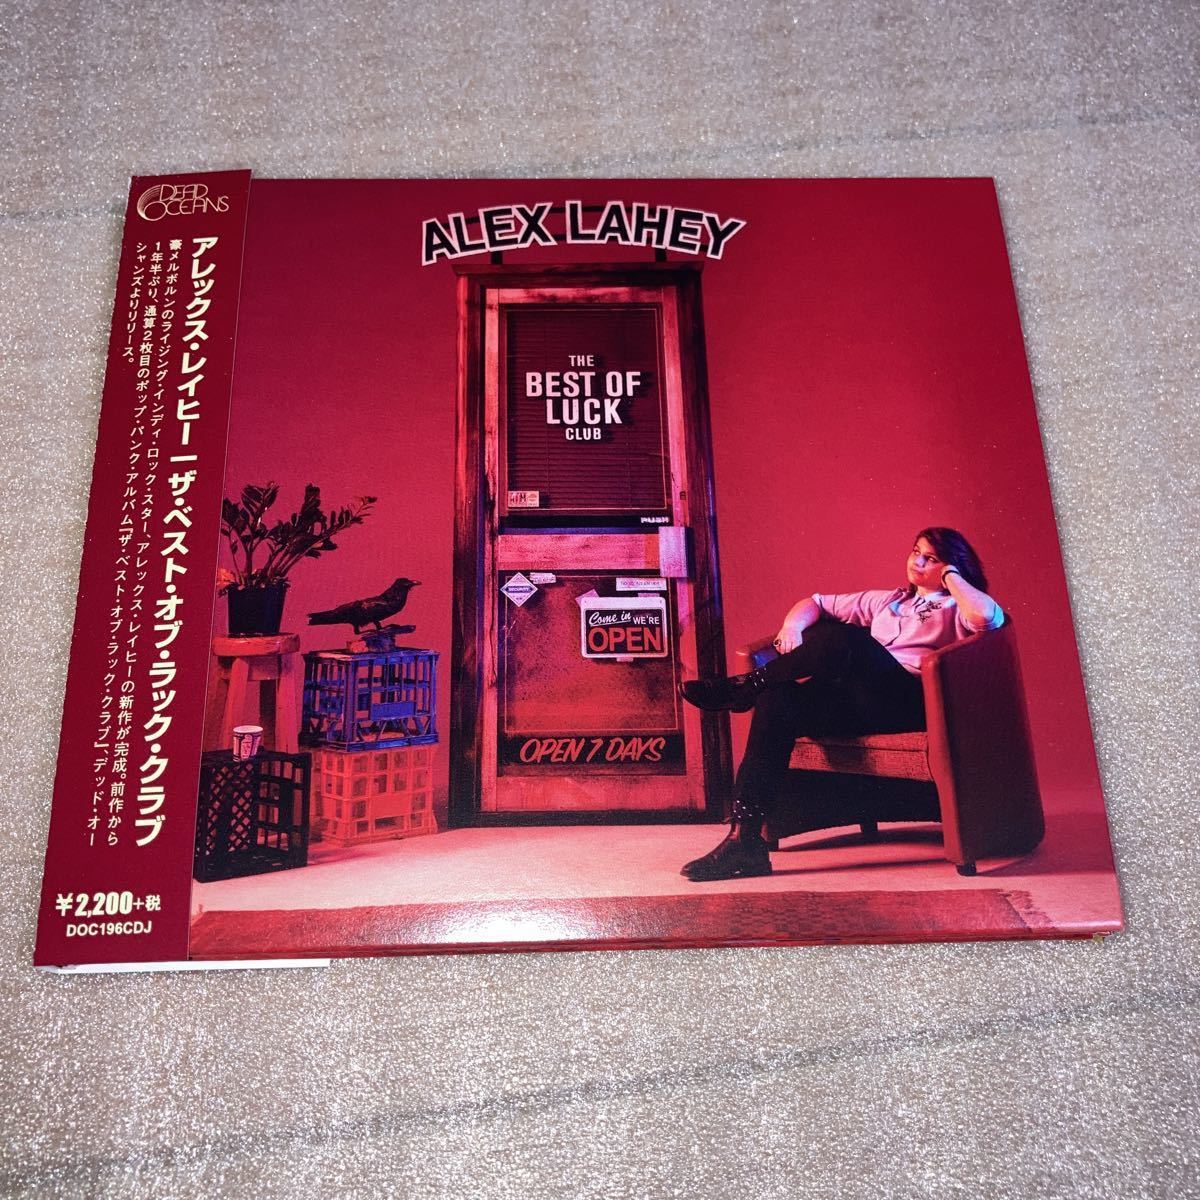 DEAD
OCEANS
アレックス・レイヒー | ザ・ベスト・オブ・ラック・クラブ
豪メルボルンのライジング・インディ・ロック・スター、アレックス・レイヒーの新作が完成。前作から
1年半ぶり、通算2枚目のポップ・パンク・アルバム『ザ・ベスト・オブ・ラック・クラブ』、デッド・オー
シャンズよりリリース。
¥2,200+税
DOC196CDJ
ALEX LAHEY
THE
BEST OF
LUCK
CLUB
PUSH
SECURITY
Come in
WE'RE
OPEN
OPEN 7 DAYS